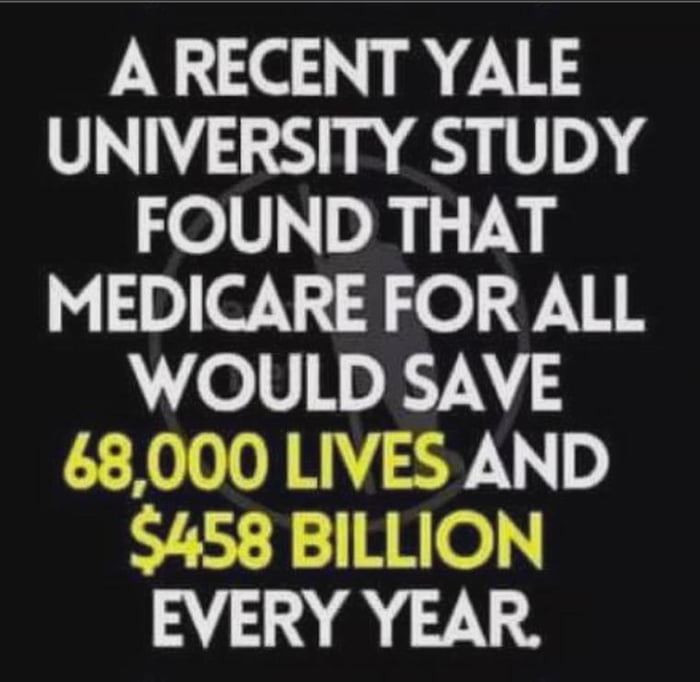 A RECENT YALE
UNIVERSITY STUDY
FOUND THAT
MEDICARE FOR ALL
WOULD SAVE
68,000 LIVES AND
$458 BILLION
EVERY YEAR.